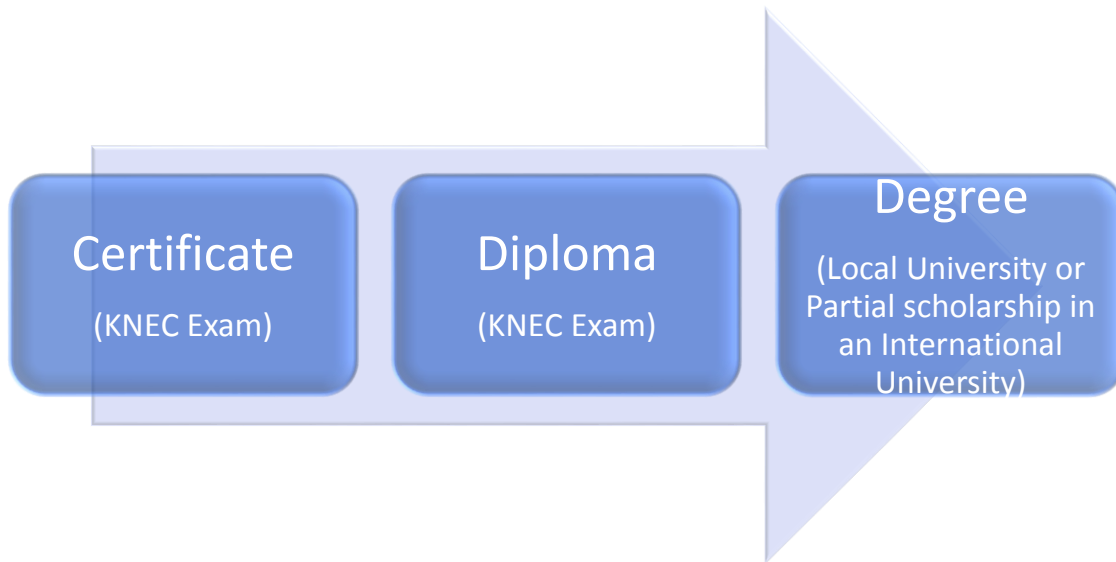 Certificate
(KNEC Exam)
Diploma
(KNEC Exam)
Degree
(Local University or
Partial scholarship in
an International
University)